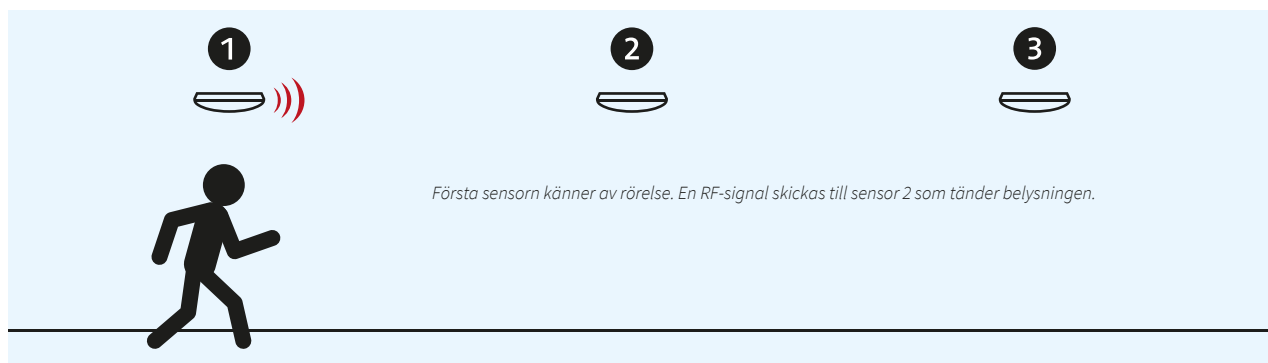 1 2 3
Första sensorn känner av rörelse. En RF-signal skickas till sensor 2 som tänder belysningen.